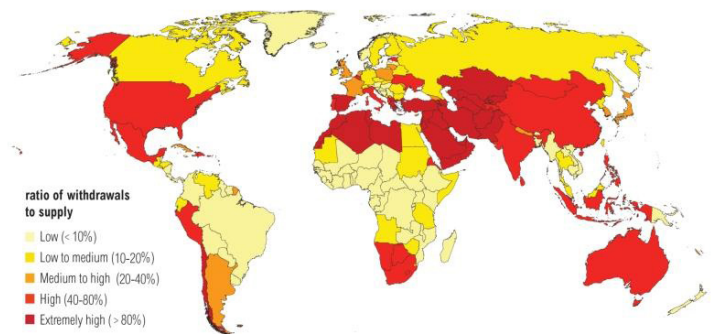 ratio of withdrawals
to supply
Low (< 10%)
Low to medium (10-20%)
Medium to high (20-40%)
High (40-80%)
Extremely high (> 80%)